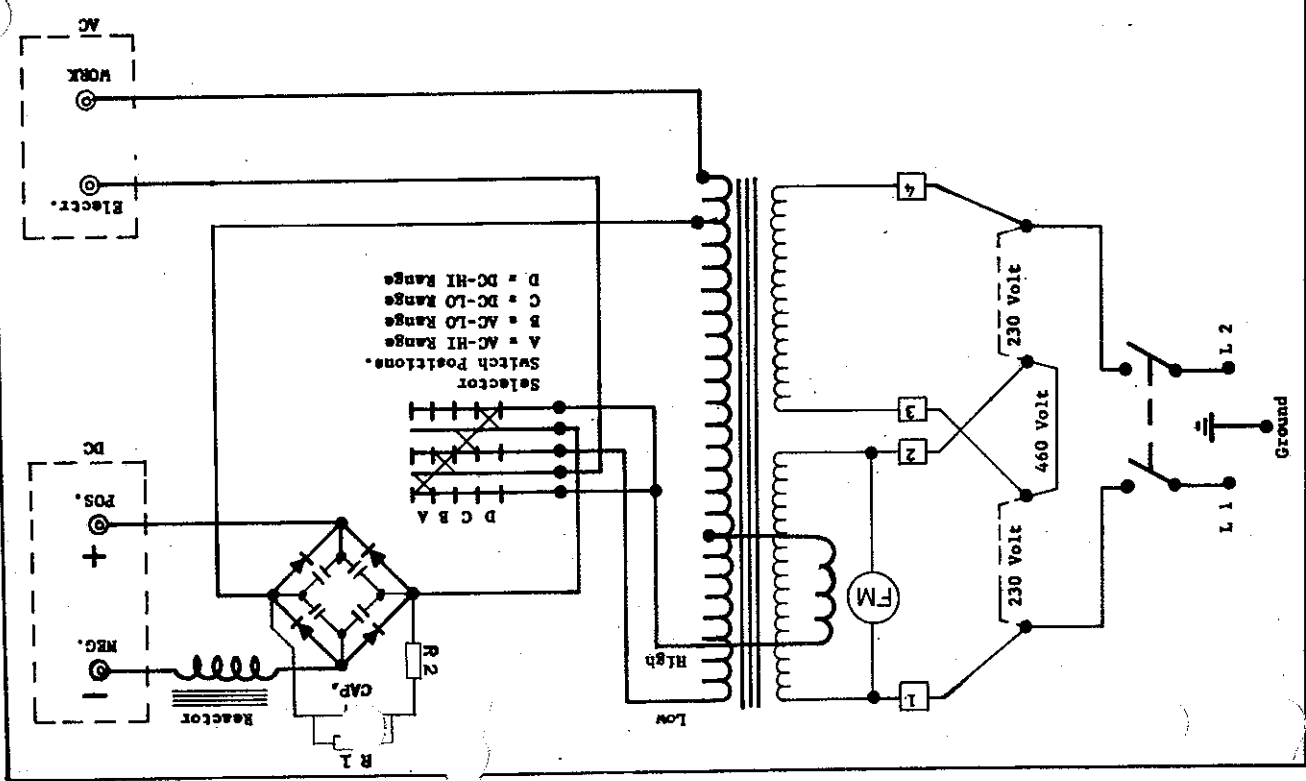 AC
WORK
Electr.
Selector
Switch Positions.
A = AC-HI Range
B = AC-LO Range
C = DC-LO Range
D = DC-HI Range
A B C D
DC
POS.
+
NEG.
−
Reactor
CAP.
R 1
R 2
High
Low
FM
1
2
3
4
230 Volt
460 Volt
230 Volt
L 1
L 2
Ground